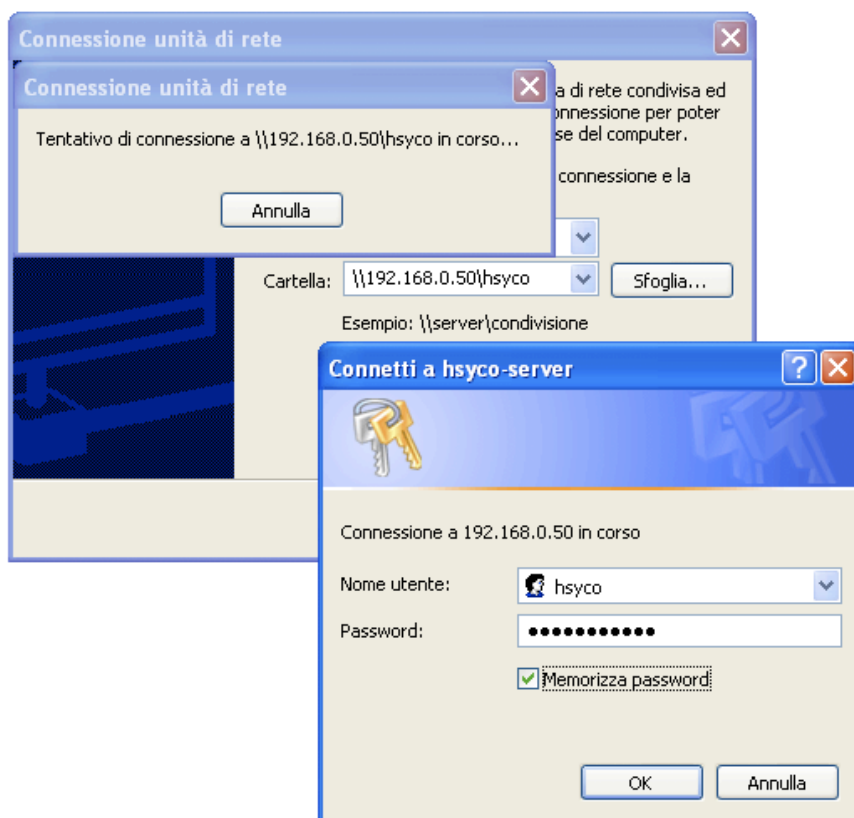 Connessione unità di rete
Connessione unità di rete
a di rete condivisa ed
onnessione per poter
se del computer.
Tentativo di connessione a \\192.168.0.50\hsyco in corso...
connessione e la
Annulla
Cartella: \\192.168.0.50\hsyco Sfoglia...
Esempio: \\server\condivisione
Connetti a hsyco-server
Connessione a 192.168.0.50 in corso
Nome utente: hsyco
Password: •••••••••••
Memorizza password
OK Annulla